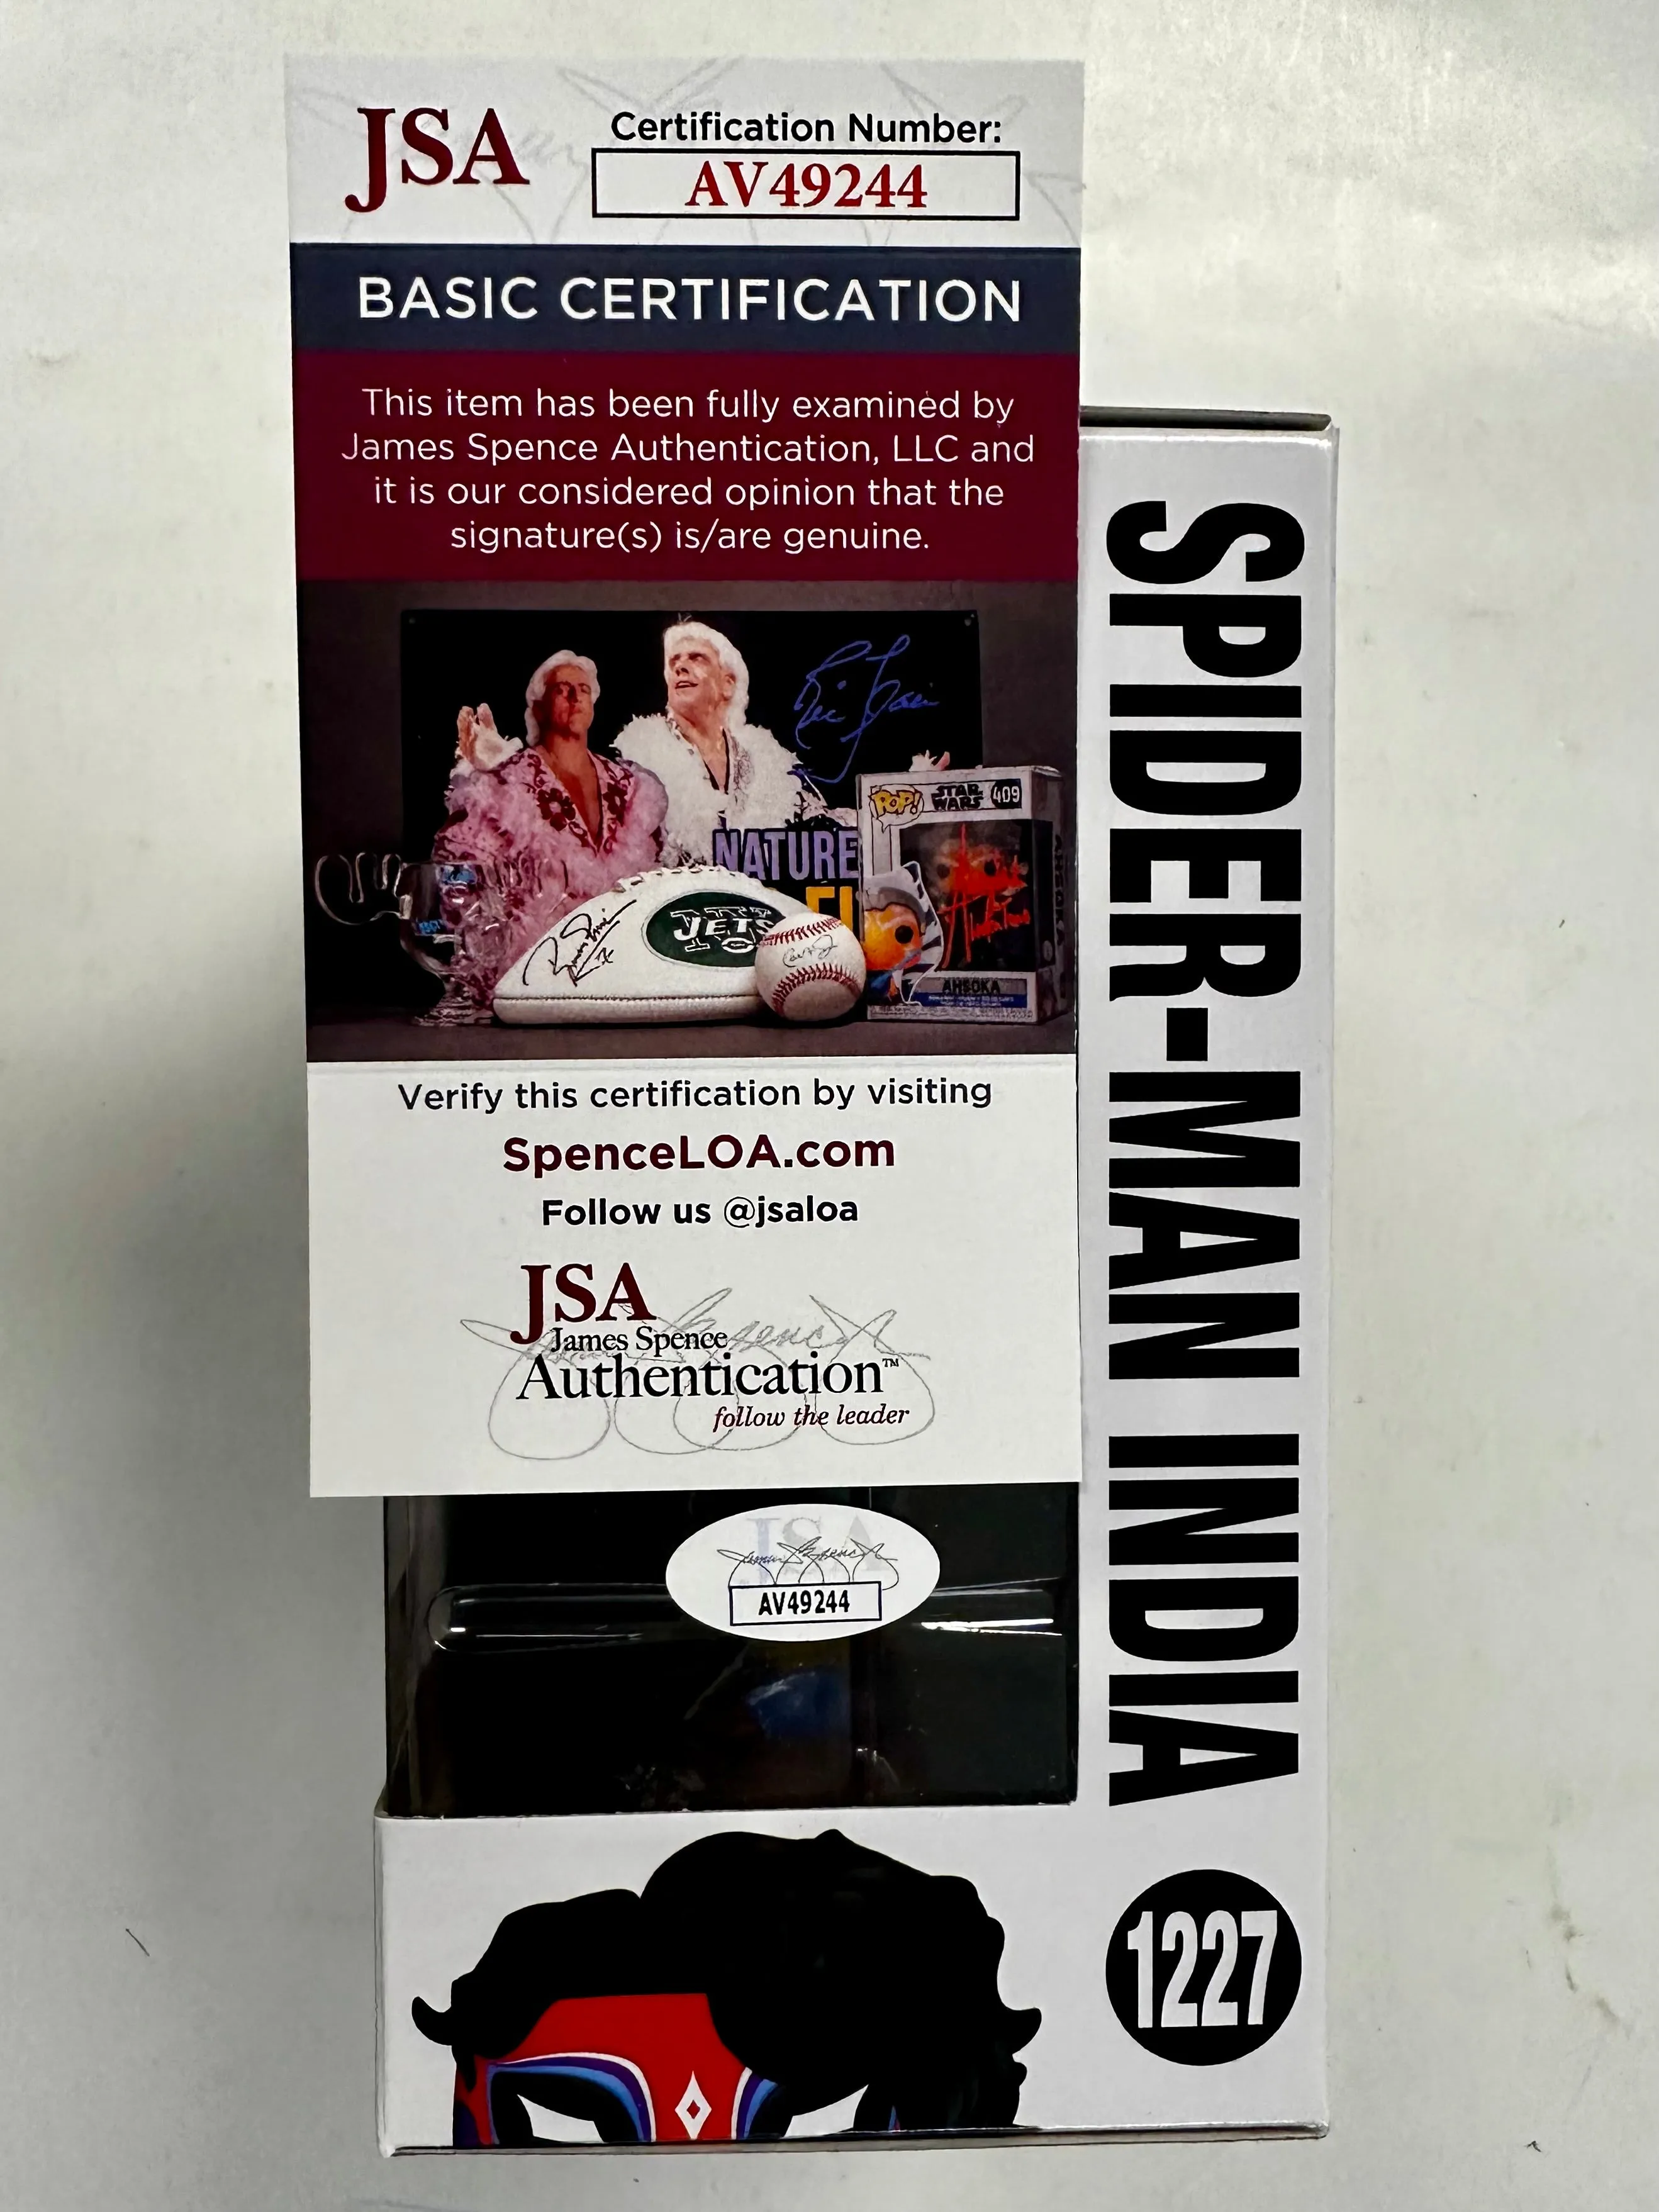 JSA
Certification Number:
AV49244
BASIC CERTIFICATION
This item has been fully examined by
James Spence Authentication, LLC and
it is our considered opinion that the
signature(s) is/are genuine.
NATURE
JETS
POP!
STAR
WARS
409
AHSOKA
Verify this certification by visiting
SpenceLOA.com
Follow us @jsaloa
JSA
James Spence
Authentication™
follow the leader
JSA
AV49244
SPIDER-MAN INDIA
1227